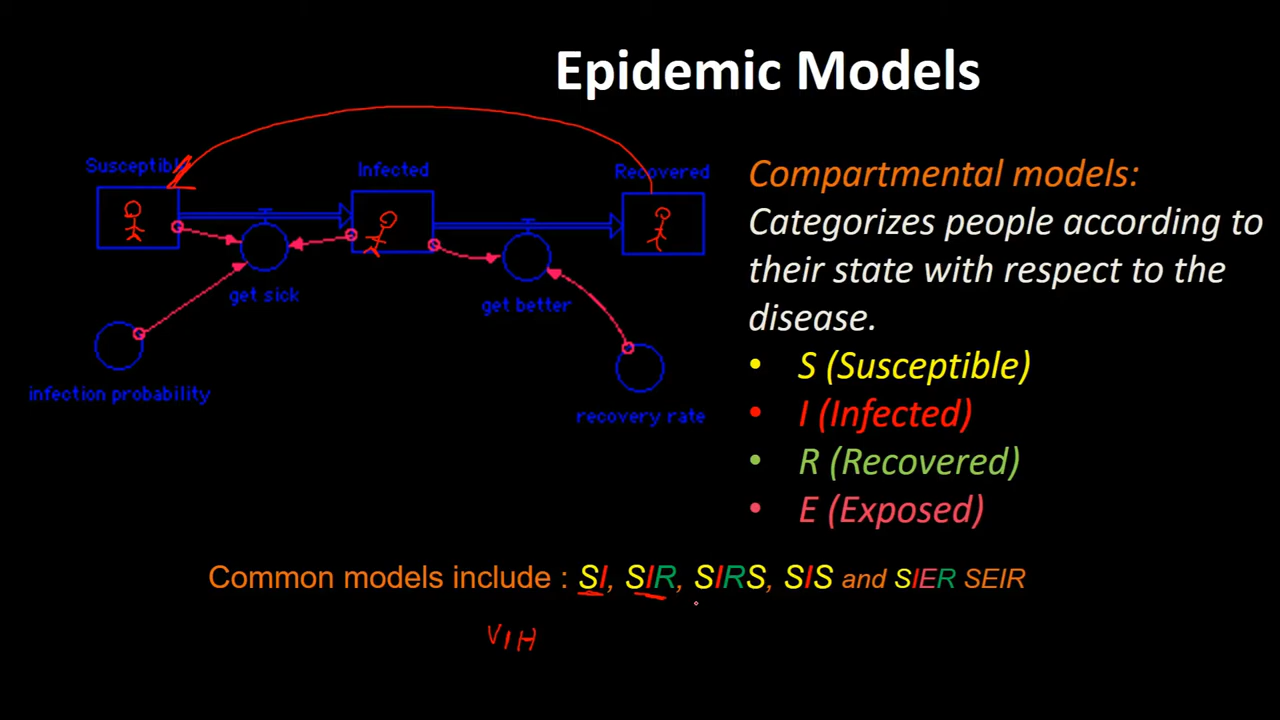 Epidemic Models
Susceptible
Infected
Recovered
get sick
get better
infection probability
recovery rate
Compartmental models:
Categorizes people according to
their state with respect to the
disease.
• S (Susceptible)
• I (Infected)
• R (Recovered)
• E (Exposed)
Common models include : SI, SIR, SIRS, SIS and SIER SEIR
VIH